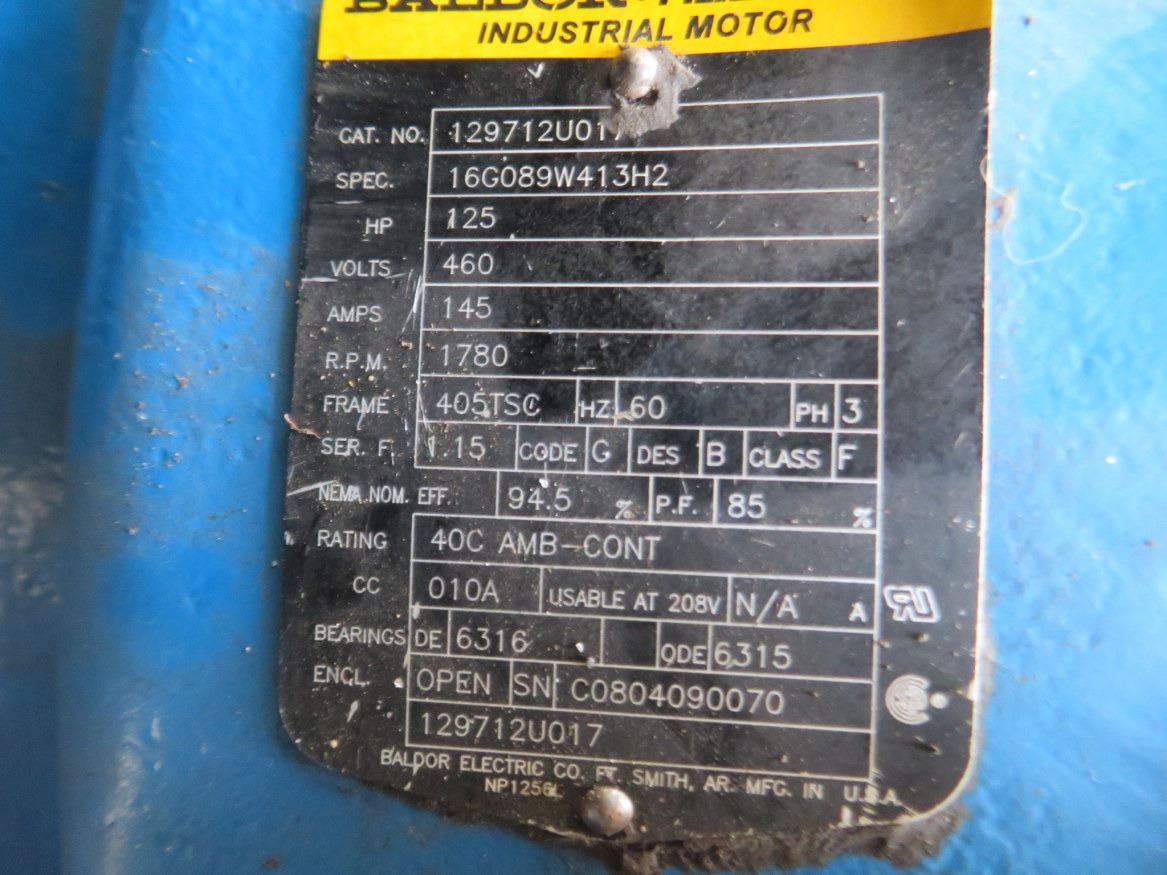 INDUSTRIAL MOTOR
CAT. NO. 129712U017
SPEC. 16G089W413H2
HP 125
VOLTS 460
AMPS 145
R.P.M. 1780
FRAME 405TSC HZ 60 PH 3
SER. F. 1.15 CODE G DES B CLASS F
NEMA NOM. EFF. 94.5 % P.F. 85 %
RATING 40C AMB-CONT
CC 010A USABLE AT 208V N/A A
BEARINGS DE 6316 ODE 6315
ENCL. OPEN SN C0804090070
129712U017
BALDOR ELECTRIC CO. FT. SMITH, AR. MFG. IN U.S.A.
NP1256L